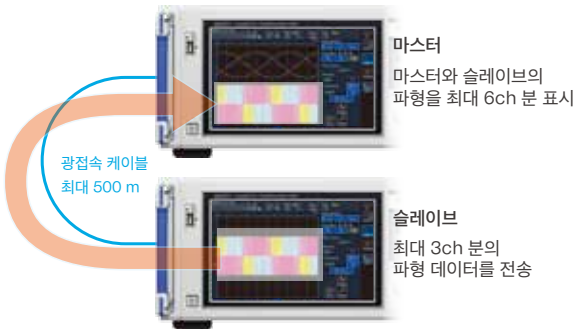 마스터
마스터와 슬레이브의
파형을 최대 6ch 분 표시
광접속 케이블
최대 500 m
슬레이브
최대 3ch 분의
파형 데이터를 전송